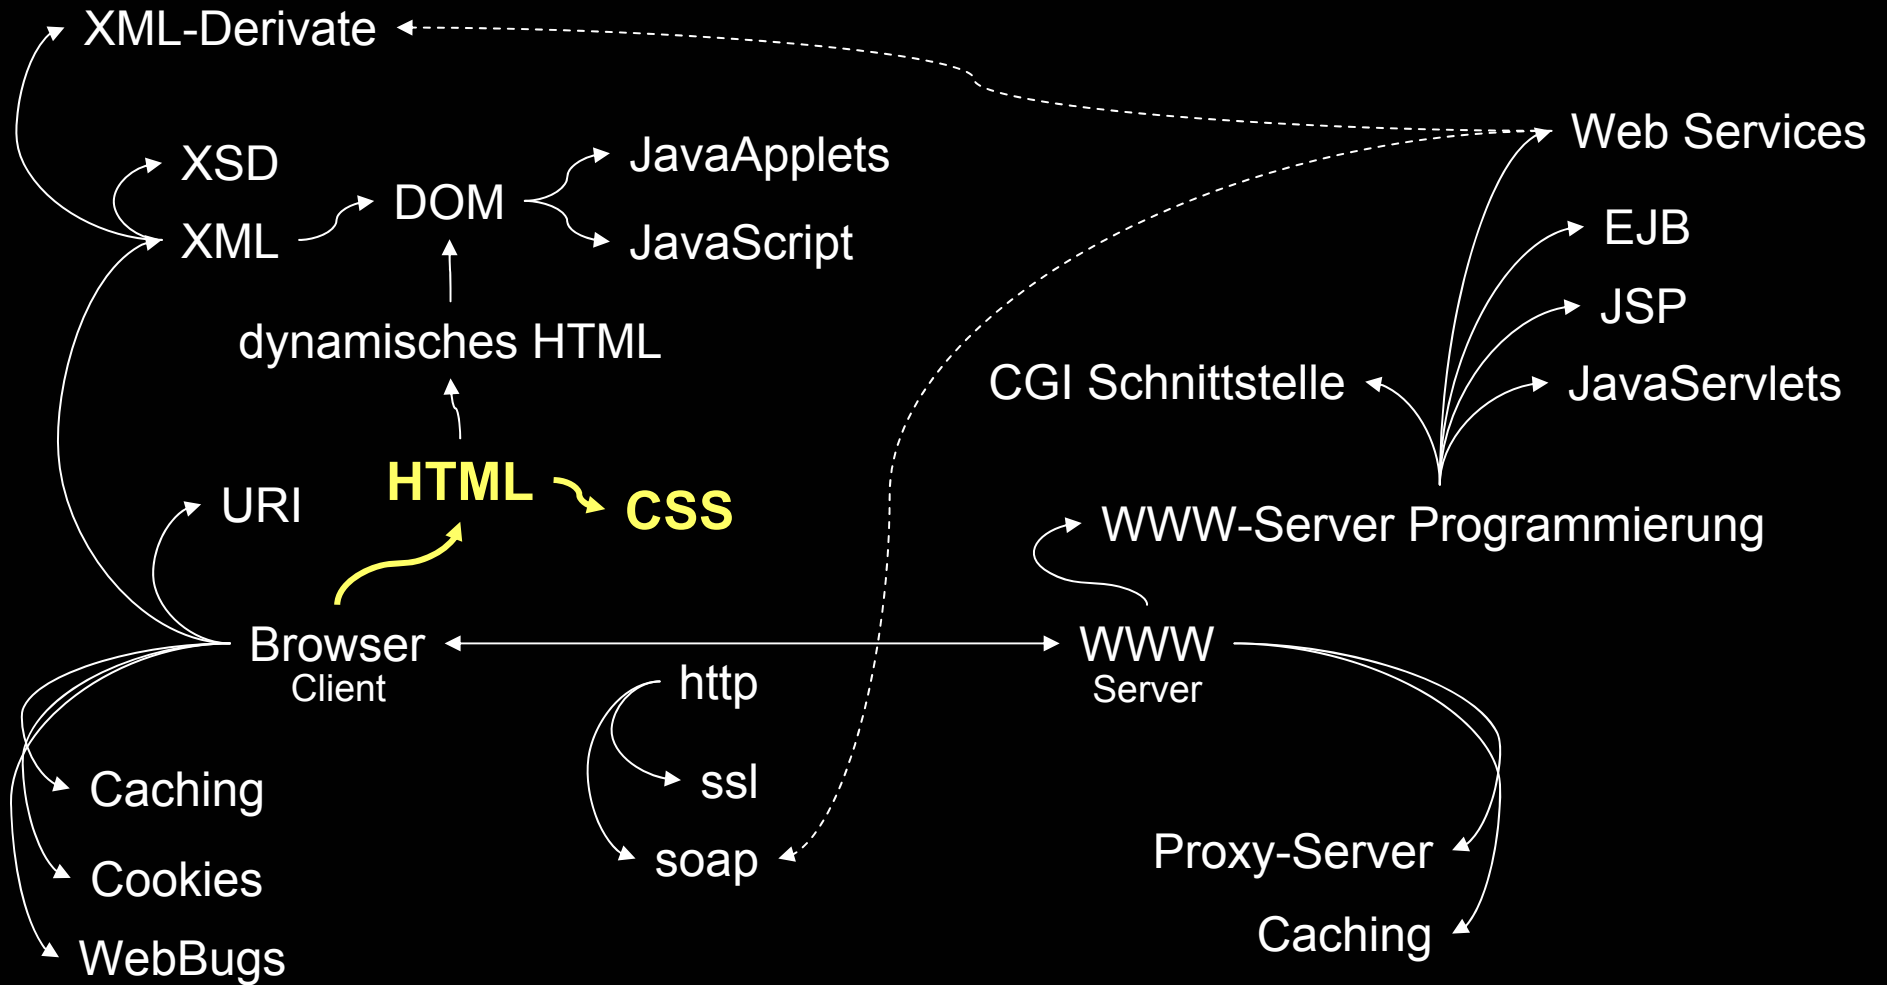 XML-Derivate
Web Services
XSD
JavaApplets
DOM
XML
JavaScript
EJB
JSP
dynamisches HTML
CGI Schnittstelle
JavaServlets
HTML
CSS
URI
WWW-Server Programmierung
Browser
Client
WWW
Server
http
ssl
soap
Caching
Cookies
WebBugs
Proxy-Server
Caching